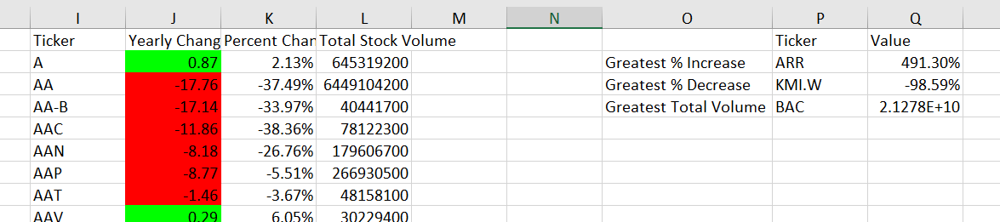 I J K L M N O P Q
Ticker Yearly Chang Percent Chan Total Stock Volume Ticker Value
A 0.87 2.13% 645319200 Greatest % Increase ARR 491.30%
AA -17.76 -37.49% 6449104200 Greatest % Decrease KMI.W -98.59%
AA-B -17.14 -33.97% 40441700 Greatest Total Volume BAC 2.1278E+10
AAC -11.86 -38.36% 78122300
AAN -8.18 -26.76% 179606700
AAP -8.77 -5.51% 266930500
AAT -1.46 -3.67% 48158100
AAV 0.29 6.05% 30229400